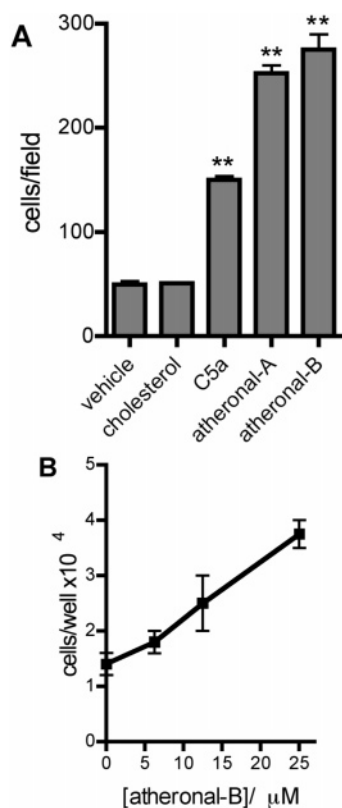 A
300
200
100
0
cells/field
**
**
**
vehicle
cholesterol
C5a
atheronal-A
atheronal-B
B
5
4
3
2
1
0
cells/well x10 4
0 5 10 15 20 25
[atheronal-B]/ μM